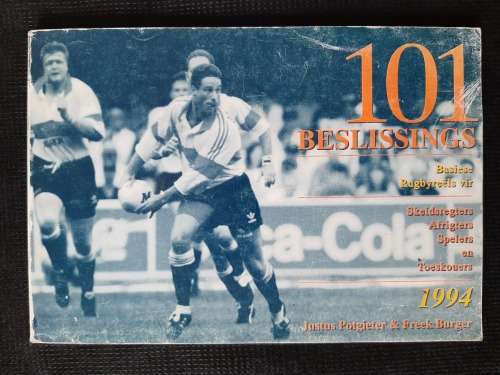 101
BESLISSINGS
Basiese
Rugbyreëls vir
Skeidsregters
Afrigters
Spelers
en
Toeskouers
1994
Justus Potgieter & Freek Burger
ca-Cola